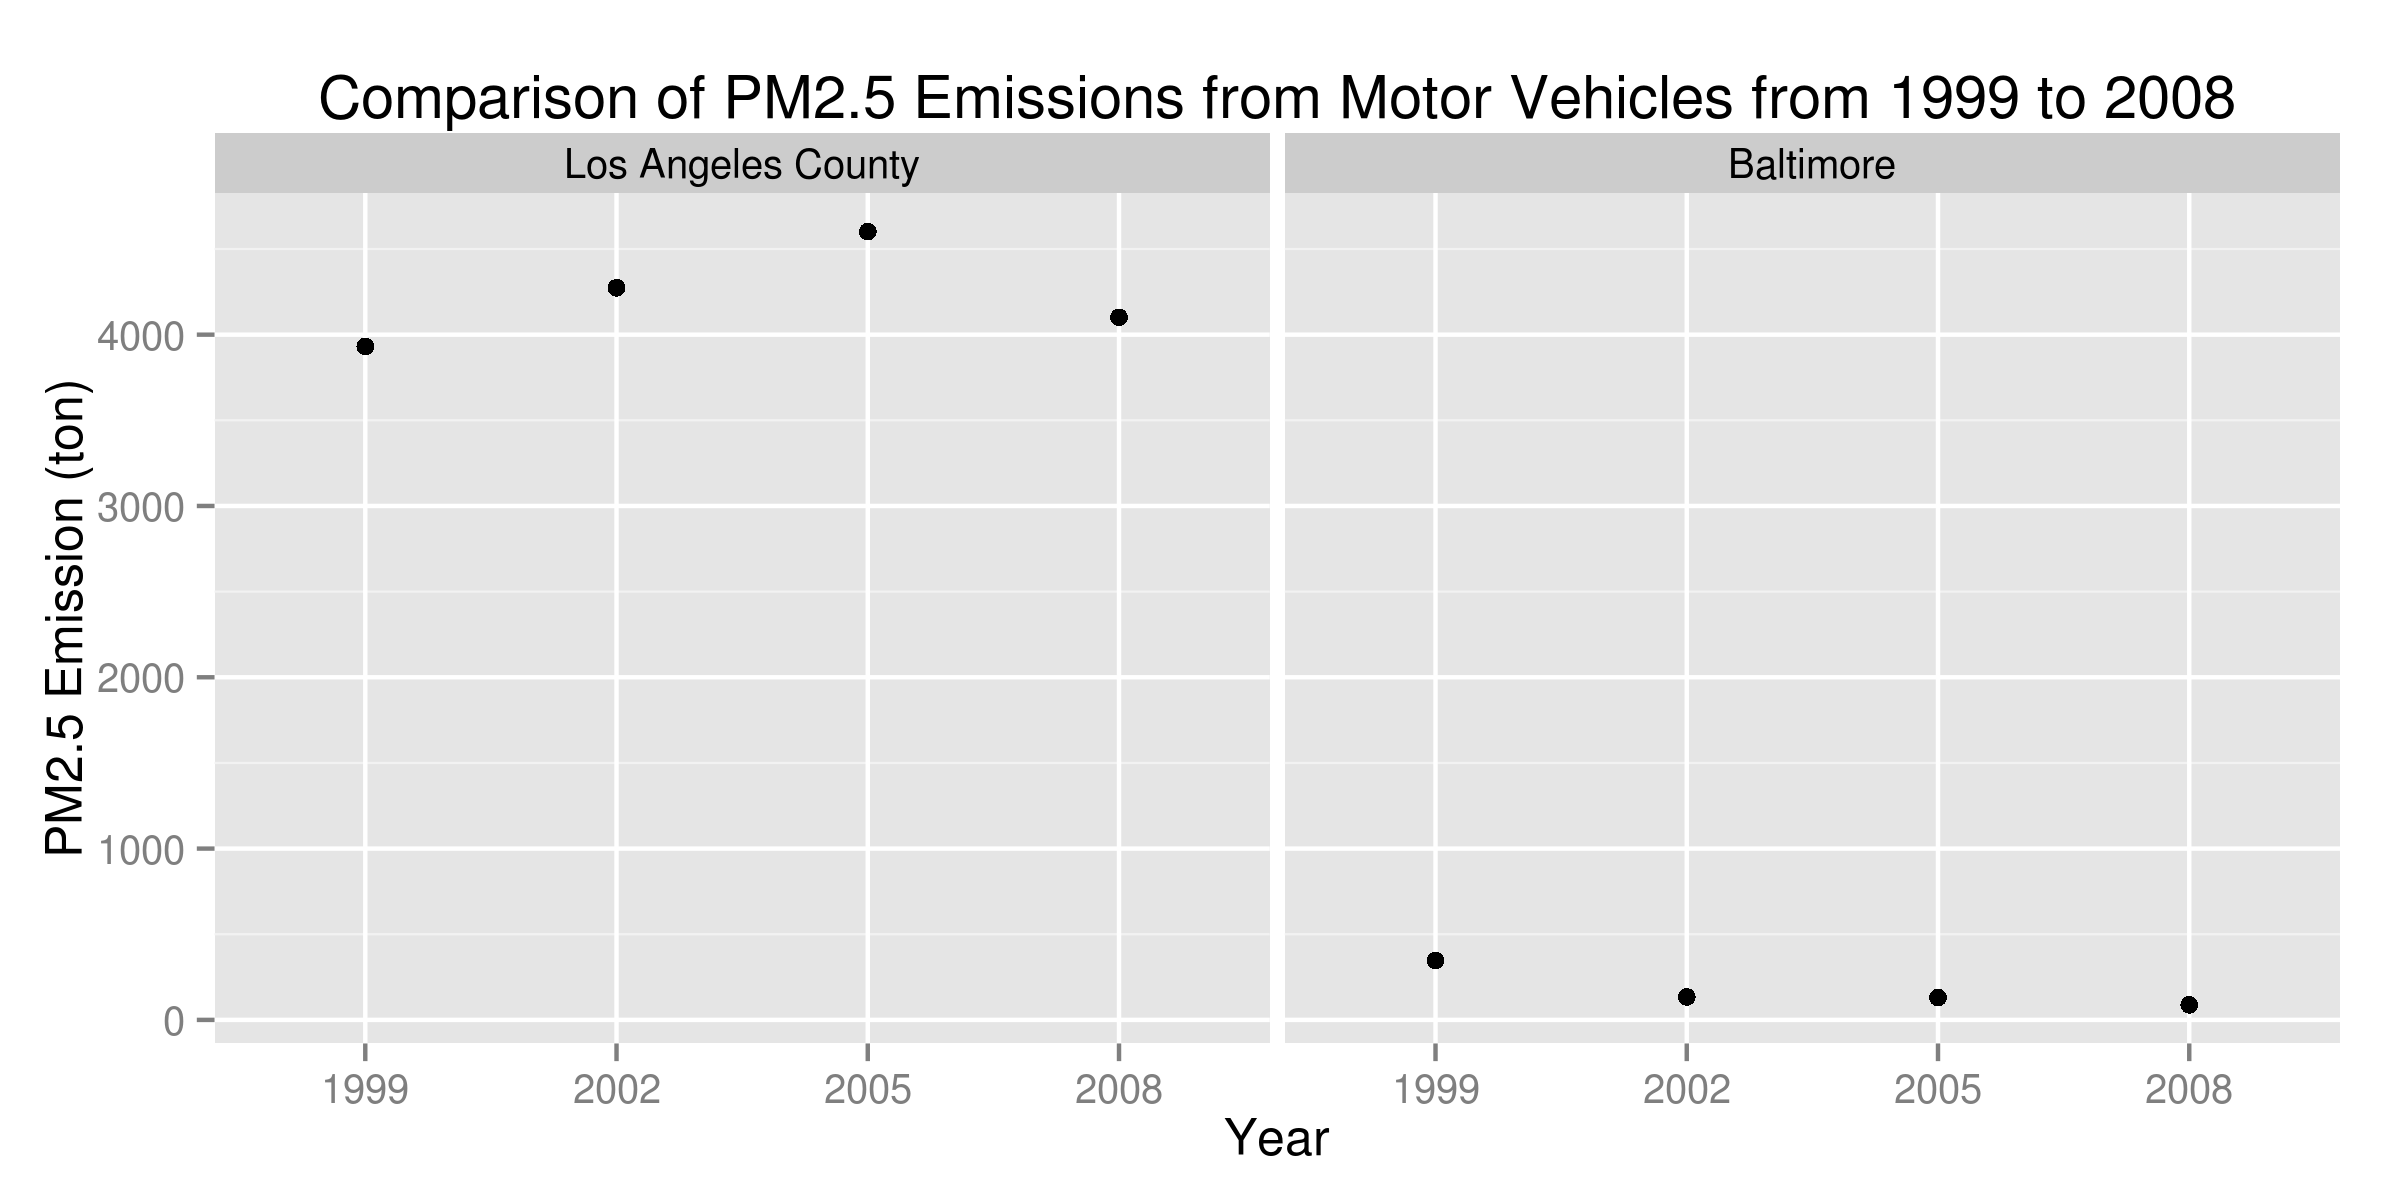 Comparison of PM2.5 Emissions from Motor Vehicles from 1999 to 2008
Los Angeles County
Baltimore
PM2.5 Emission (ton)
4000
3000
2000
1000
0
1999 2002 2005 2008
1999 2002 2005 2008
Year